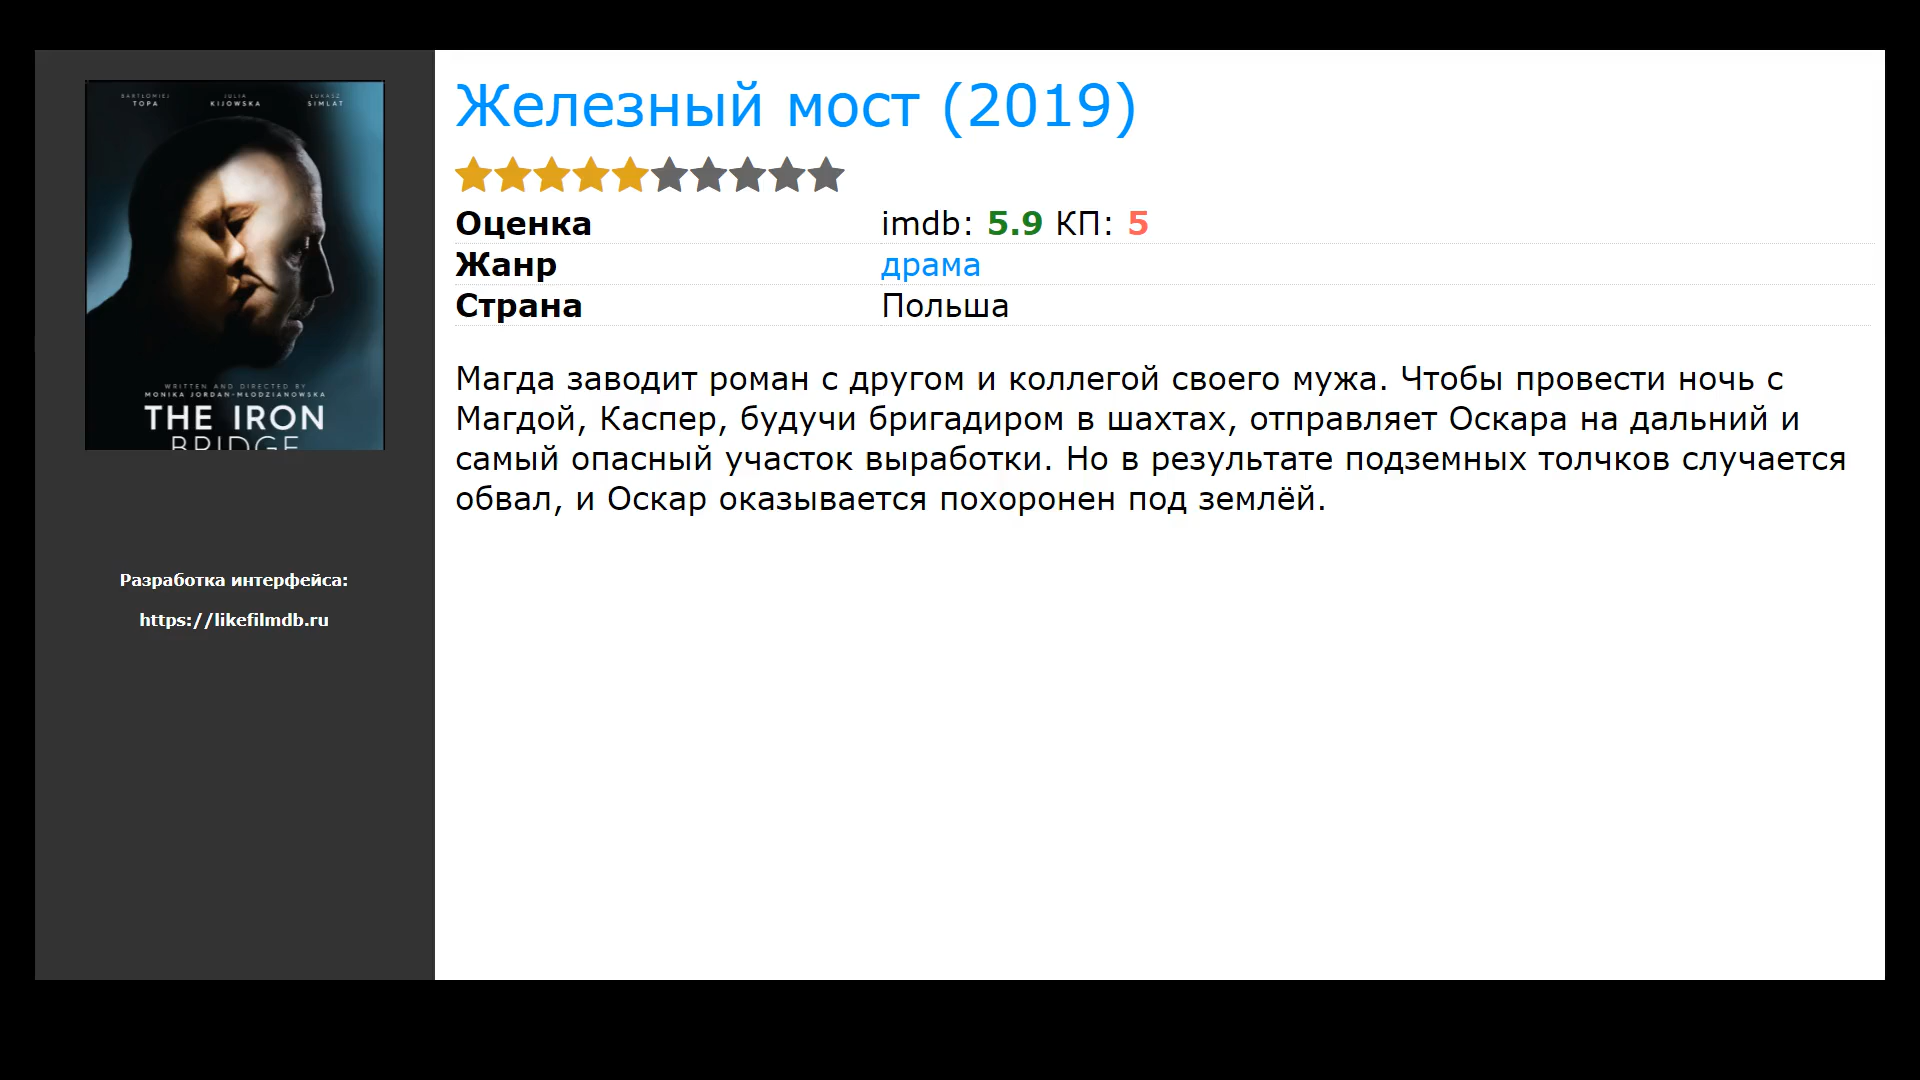 BARTŁOMIEJ JULIA ŁUKASZ
TOPA KIJOWSKA SIMLAT
WRITTEN AND DIRECTED BY
MONIKA JORDAN-MŁODZIANOWSKA
THE IRON
BRIDGE
Разработка интерфейса:
https://likefilmdb.ru
Железный мост (2019)
Оценка imdb: 5.9 КП: 5
Жанр драма
Страна Польша
Магда заводит роман с другом и коллегой своего мужа. Чтобы провести ночь с
Магдой, Каспер, будучи бригадиром в шахтах, отправляет Оскара на дальний и
самый опасный участок выработки. Но в результате подземных толчков случается
обвал, и Оскар оказывается похоронен под землёй.